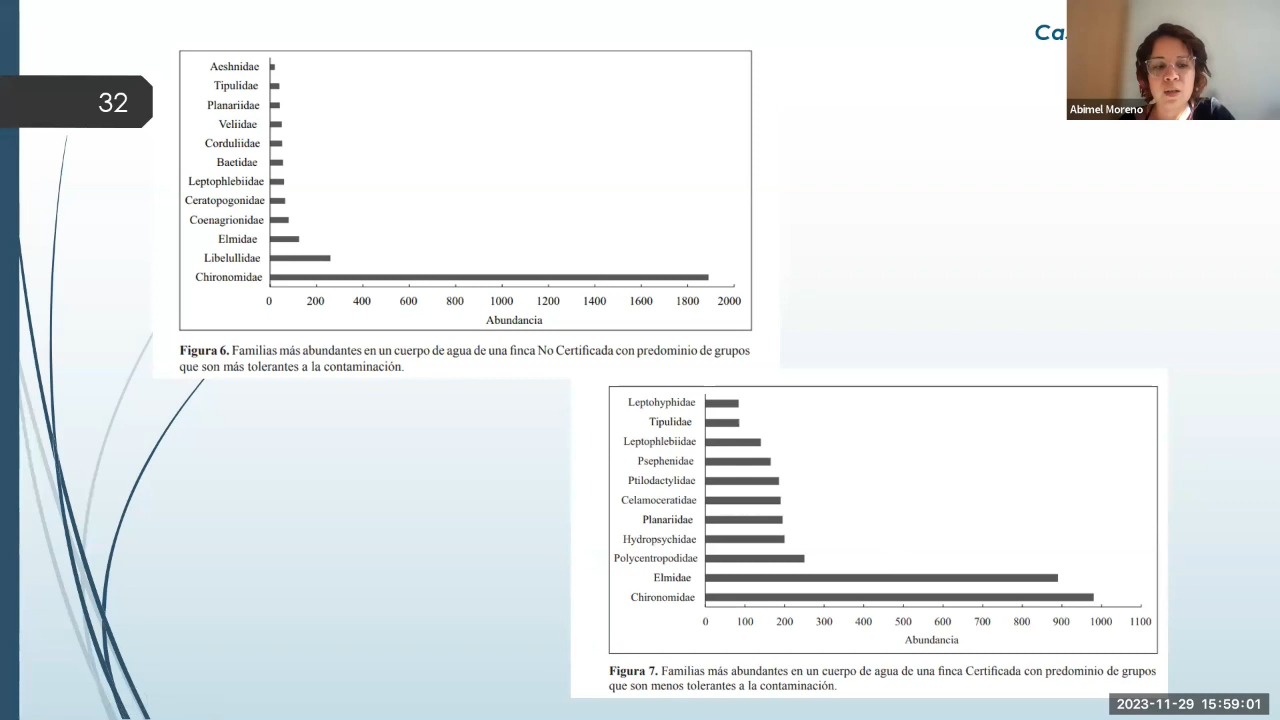 Ca
Abimel Moreno
32
Aeshnidae
Tipulidae
Planariidae
Veliidae
Corduliidae
Baetidae
Leptophlebiidae
Ceratopogonidae
Coenagrionidae
Elmidae
Libelullidae
Chironomidae
0 200 400 600 800 1000 1200 1400 1600 1800 2000
Abundancia
Figura 6. Familias más abundantes en un cuerpo de agua de una finca No Certificada con predominio de grupos
que son más tolerantes a la contaminación.
Leptohyphidae
Tipulidae
Leptophlebiidae
Psephenidae
Ptilodactylidae
Celamoceratidae
Planariidae
Hydropsychidae
Polycentropodidae
Elmidae
Chironomidae
0 100 200 300 400 500 600 700 800 900 1000 1100
Abundancia
Figura 7. Familias más abundantes en un cuerpo de agua de una finca Certificada con predominio de grupos
que son menos tolerantes a la contaminación.
2023-11-29 15:59:01